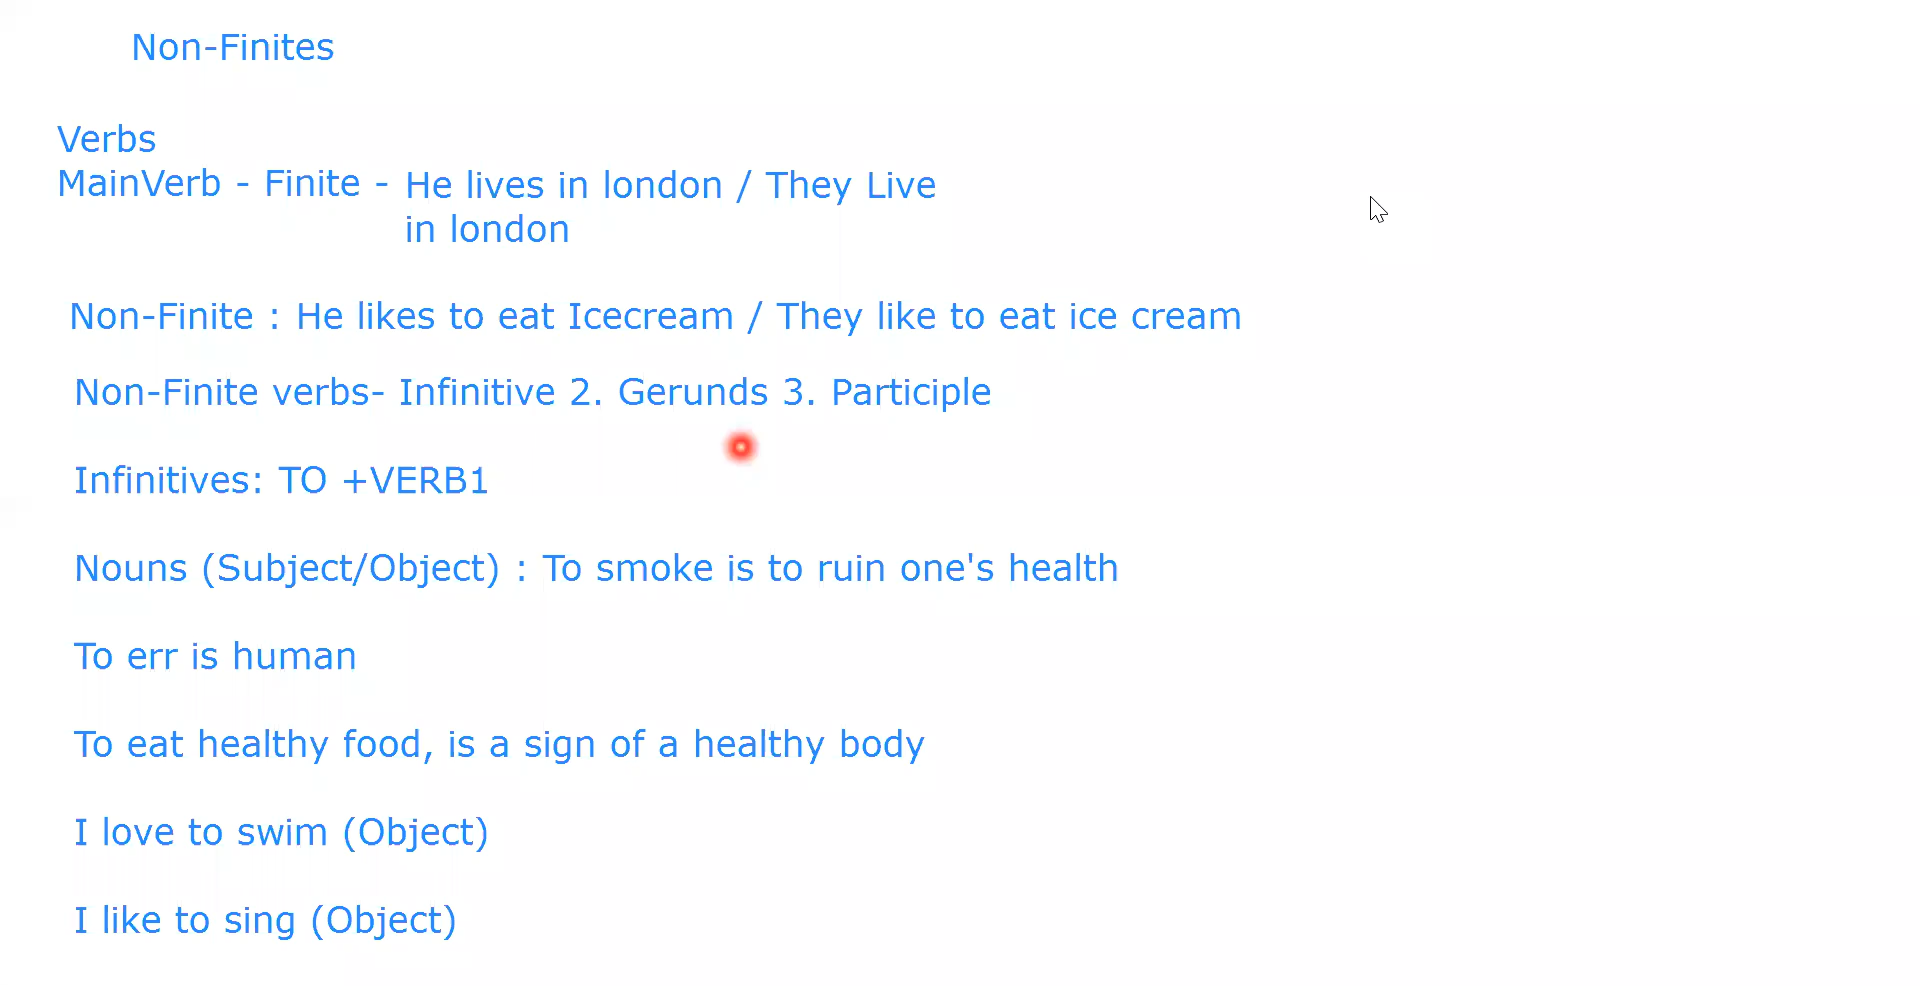 Non-Finites
Verbs
MainVerb - Finite - He lives in london / They Live
in london
Non-Finite : He likes to eat Icecream / They like to eat ice cream
Non-Finite verbs- Infinitive 2. Gerunds 3. Participle
Infinitives: TO +VERB1
Nouns (Subject/Object) : To smoke is to ruin one's health
To err is human
To eat healthy food, is a sign of a healthy body
I love to swim (Object)
I like to sing (Object)